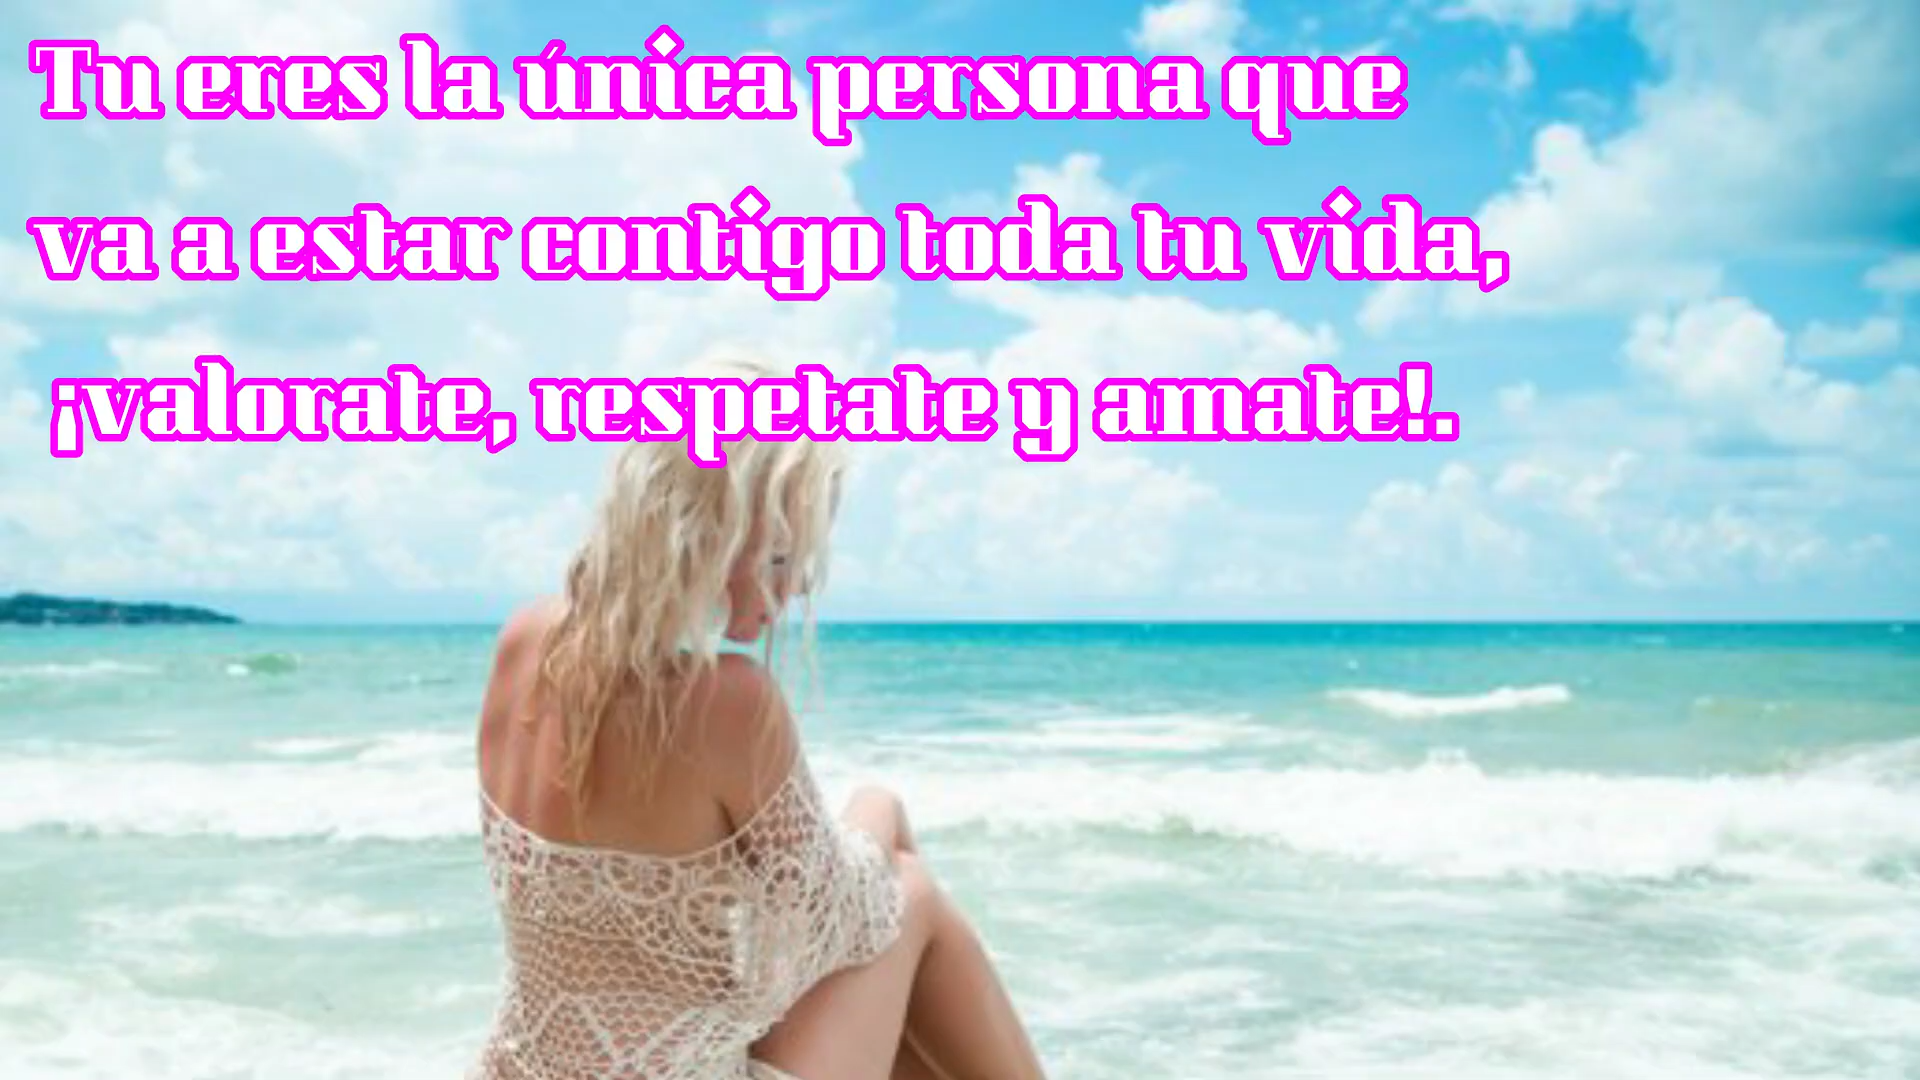 Tu eres la única persona que
va a estar contigo toda tu vida,
¡valorate, respetate y amate!.